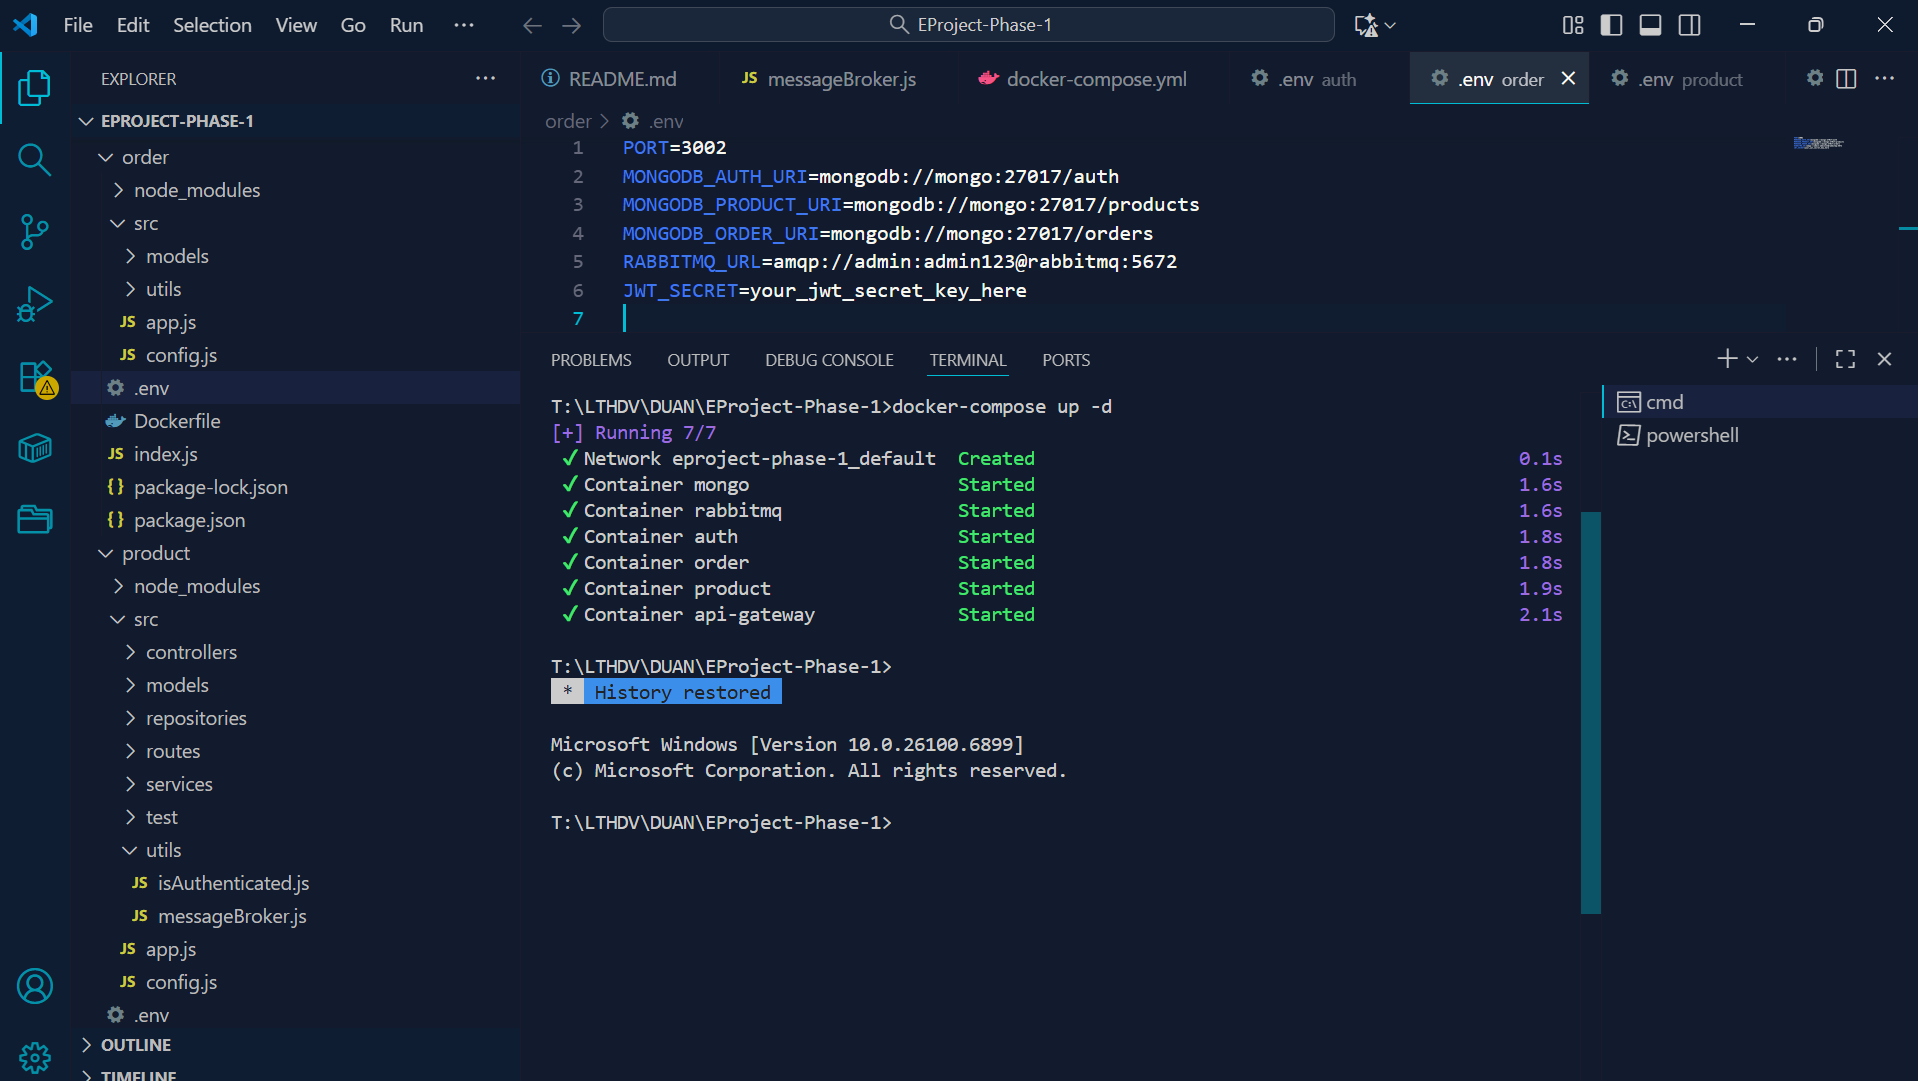 File Edit Selection View Go Run ···
EProject-Phase-1
EXPLORER
EPROJECT-PHASE-1
order
node_modules
src
models
utils
JS app.js
JS config.js
.env
Dockerfile
JS index.js
{} package-lock.json
{} package.json
product
node_modules
src
controllers
models
repositories
routes
services
test
utils
JS isAuthenticated.js
JS messageBroker.js
JS app.js
JS config.js
.env
OUTLINE
TIMELINE
README.md
JS messageBroker.js
docker-compose.yml
.env auth
.env order
.env product
order > .env
1 PORT=3002
2 MONGODB_AUTH_URI=mongodb://mongo:27017/auth
3 MONGODB_PRODUCT_URI=mongodb://mongo:27017/products
4 MONGODB_ORDER_URI=mongodb://mongo:27017/orders
5 RABBITMQ_URL=amqp://admin:admin123@rabbitmq:5672
6 JWT_SECRET=your_jwt_secret_key_here
7
PROBLEMS OUTPUT DEBUG CONSOLE TERMINAL PORTS
T:\LTHDV\DUAN\EProject-Phase-1>docker-compose up -d
[+] Running 7/7
✓ Network eproject-phase-1_default Created 0.1s
✓ Container mongo Started 1.6s
✓ Container rabbitmq Started 1.6s
✓ Container auth Started 1.8s
✓ Container order Started 1.8s
✓ Container product Started 1.9s
✓ Container api-gateway Started 2.1s
T:\LTHDV\DUAN\EProject-Phase-1>
* History restored
Microsoft Windows [Version 10.0.26100.6899]
(c) Microsoft Corporation. All rights reserved.
T:\LTHDV\DUAN\EProject-Phase-1>
cmd
powershell